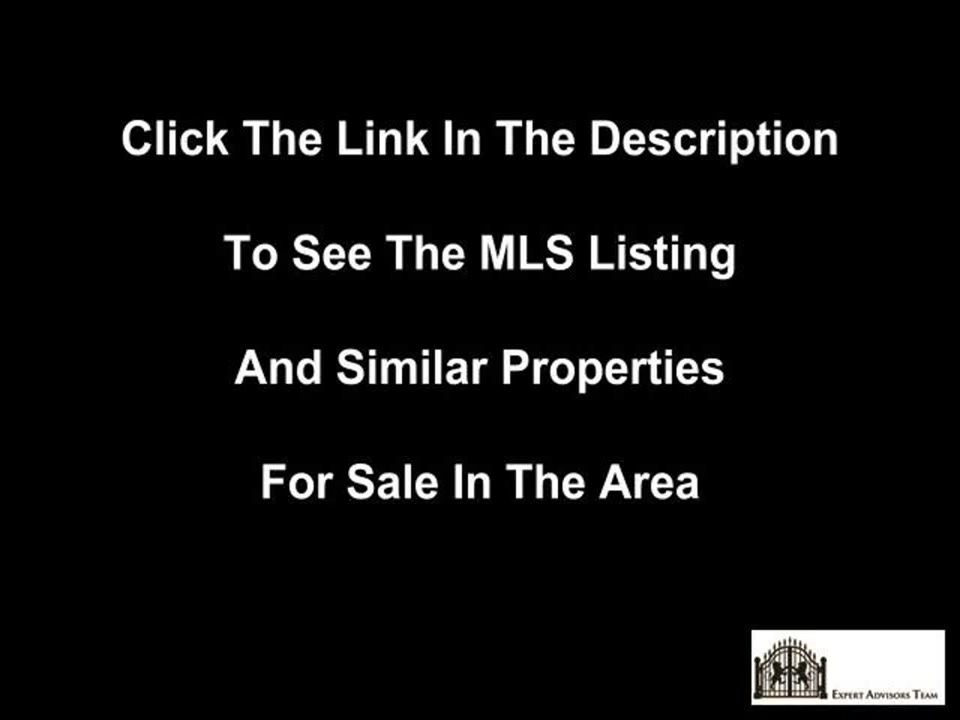 Click The Link In The Description
To See The MLS Listing
And Similar Properties
For Sale In The Area
Expert Advisors Team